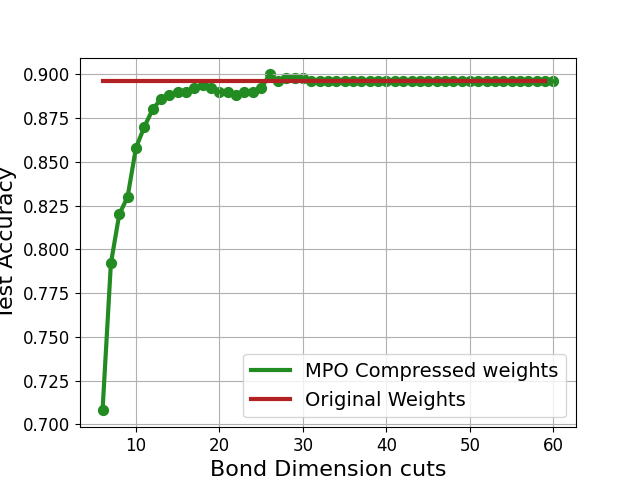 0.900
0.875
0.850
0.825
0.800
0.775
0.750
0.725
0.700
Test Accuracy
MPO Compressed weights
Original Weights
10 20 30 40 50 60
Bond Dimension cuts